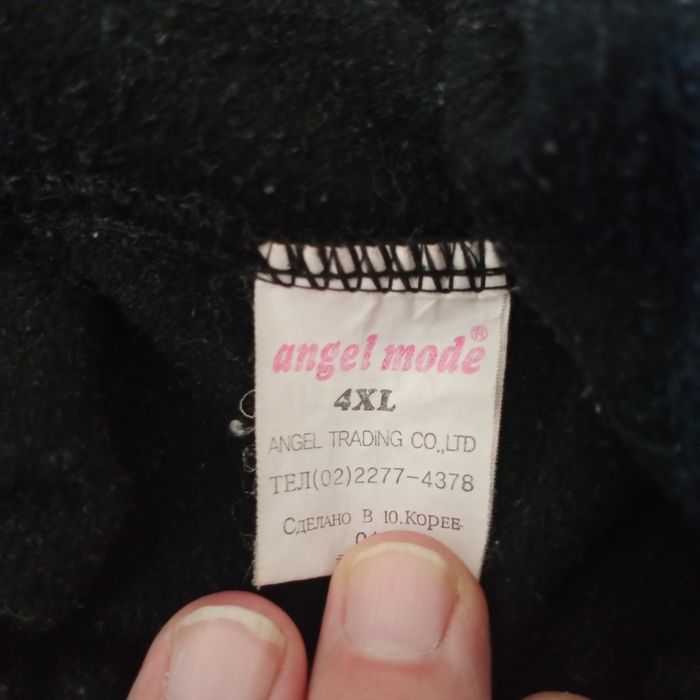 angel mode®
4XL
ANGEL TRADING CO.,LTD
ТЕЛ(02)2277-4378
СДЕЛАНО В Ю.КОРЕЕ